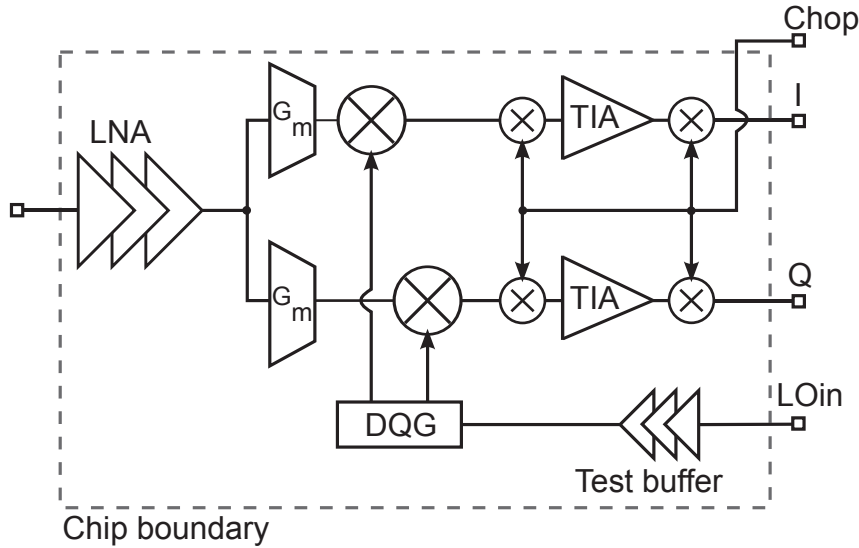 Chop
I
LNA
Gm
TIA
Gm
TIA
Q
DQG
LOin
Test buffer
Chip boundary